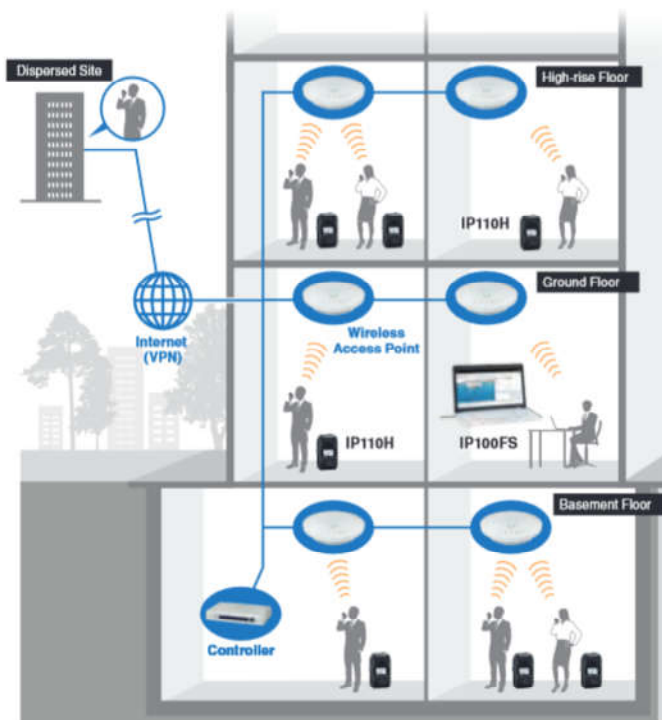 Dispersed Site
High-rise Floor
IP110H
Ground Floor
Internet
(VPN)
Wireless
Access Point
IP110H
IP100FS
Basement Floor
Controller